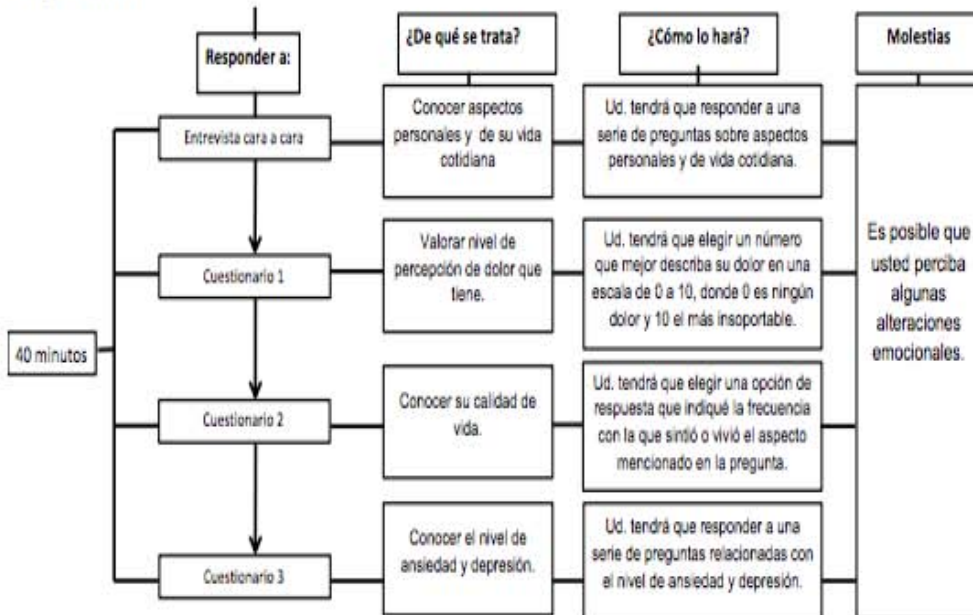 Responder a:
¿De qué se trata?
¿Cómo lo hará?
Molestias
Entrevista cara a cara
Conocer aspectos
personales y de su vida
cotidiana
Ud. tendrá que responder a una
serie de preguntas sobre aspectos
personales y de vida cotidiana.
Cuestionario 1
Valorar nivel de
percepción de dolor que
tiene.
Ud. tendrá que elegir un número
que mejor describa su dolor en una
escala de 0 a 10, donde 0 es ningún
dolor y 10 el más insoportable.
Es posible que
usted perciba
algunas
alteraciones
emocionales.
40 minutos
Cuestionario 2
Conocer su calidad de
vida.
Ud. tendrá que elegir una opción de
respuesta que indiqué la frecuencia
con la que sintió o vivió el aspecto
mencionado en la pregunta.
Cuestionario 3
Conocer el nivel de
ansiedad y depresión.
Ud. tendrá que responder a una
serie de preguntas relacionadas con
el nivel de ansiedad y depresión.